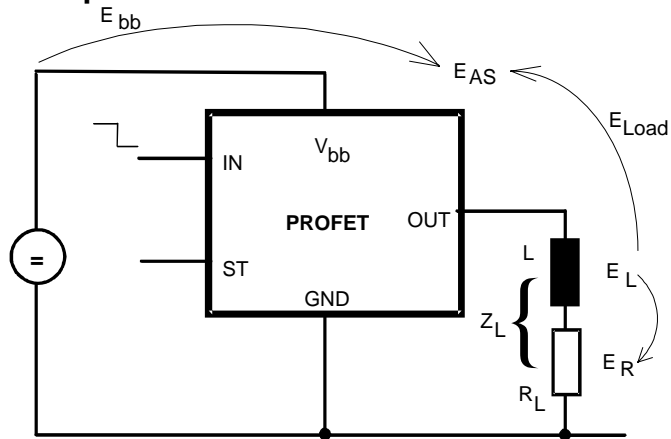 E bb
E AS
E Load
V bb
IN
PROFET
OUT
ST
GND
L
E L
Z L
{
E R
R L
=